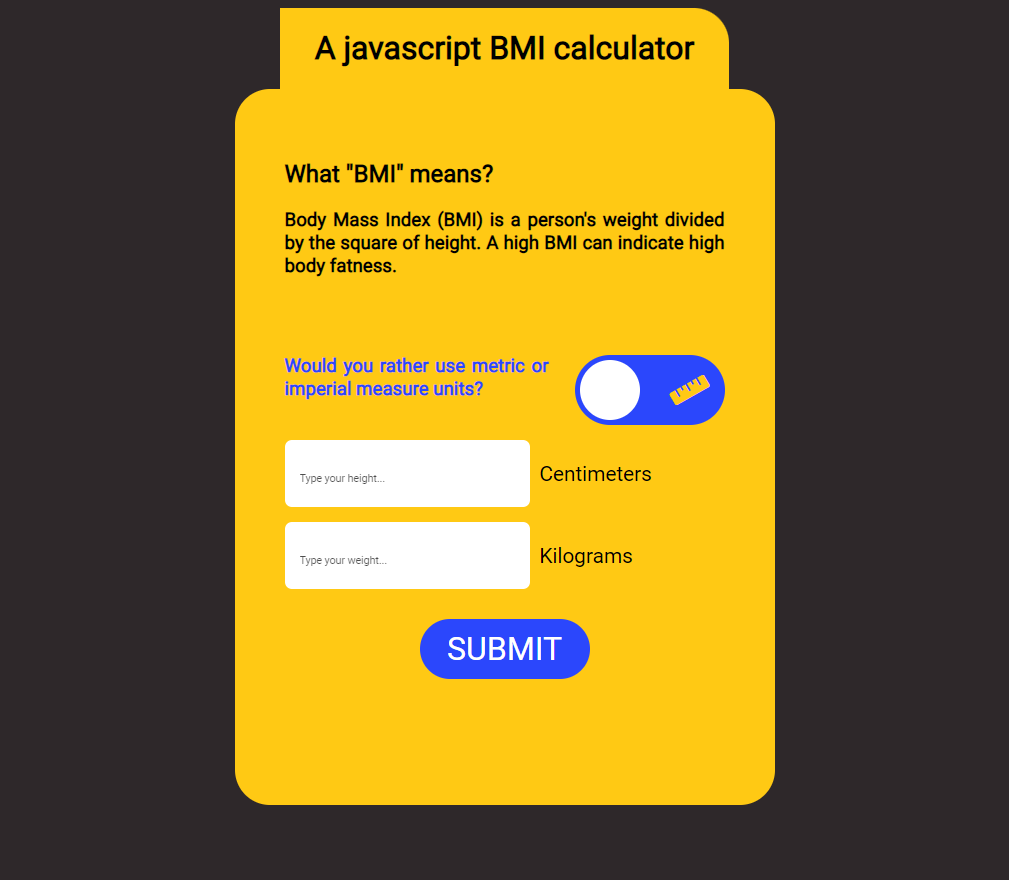 A javascript BMI calculator
What "BMI" means?
Body Mass Index (BMI) is a person's weight divided
by the square of height. A high BMI can indicate high
body fatness.
Would you rather use metric or
imperial measure units?
Type your height...
Centimeters
Type your weight...
Kilograms
SUBMIT